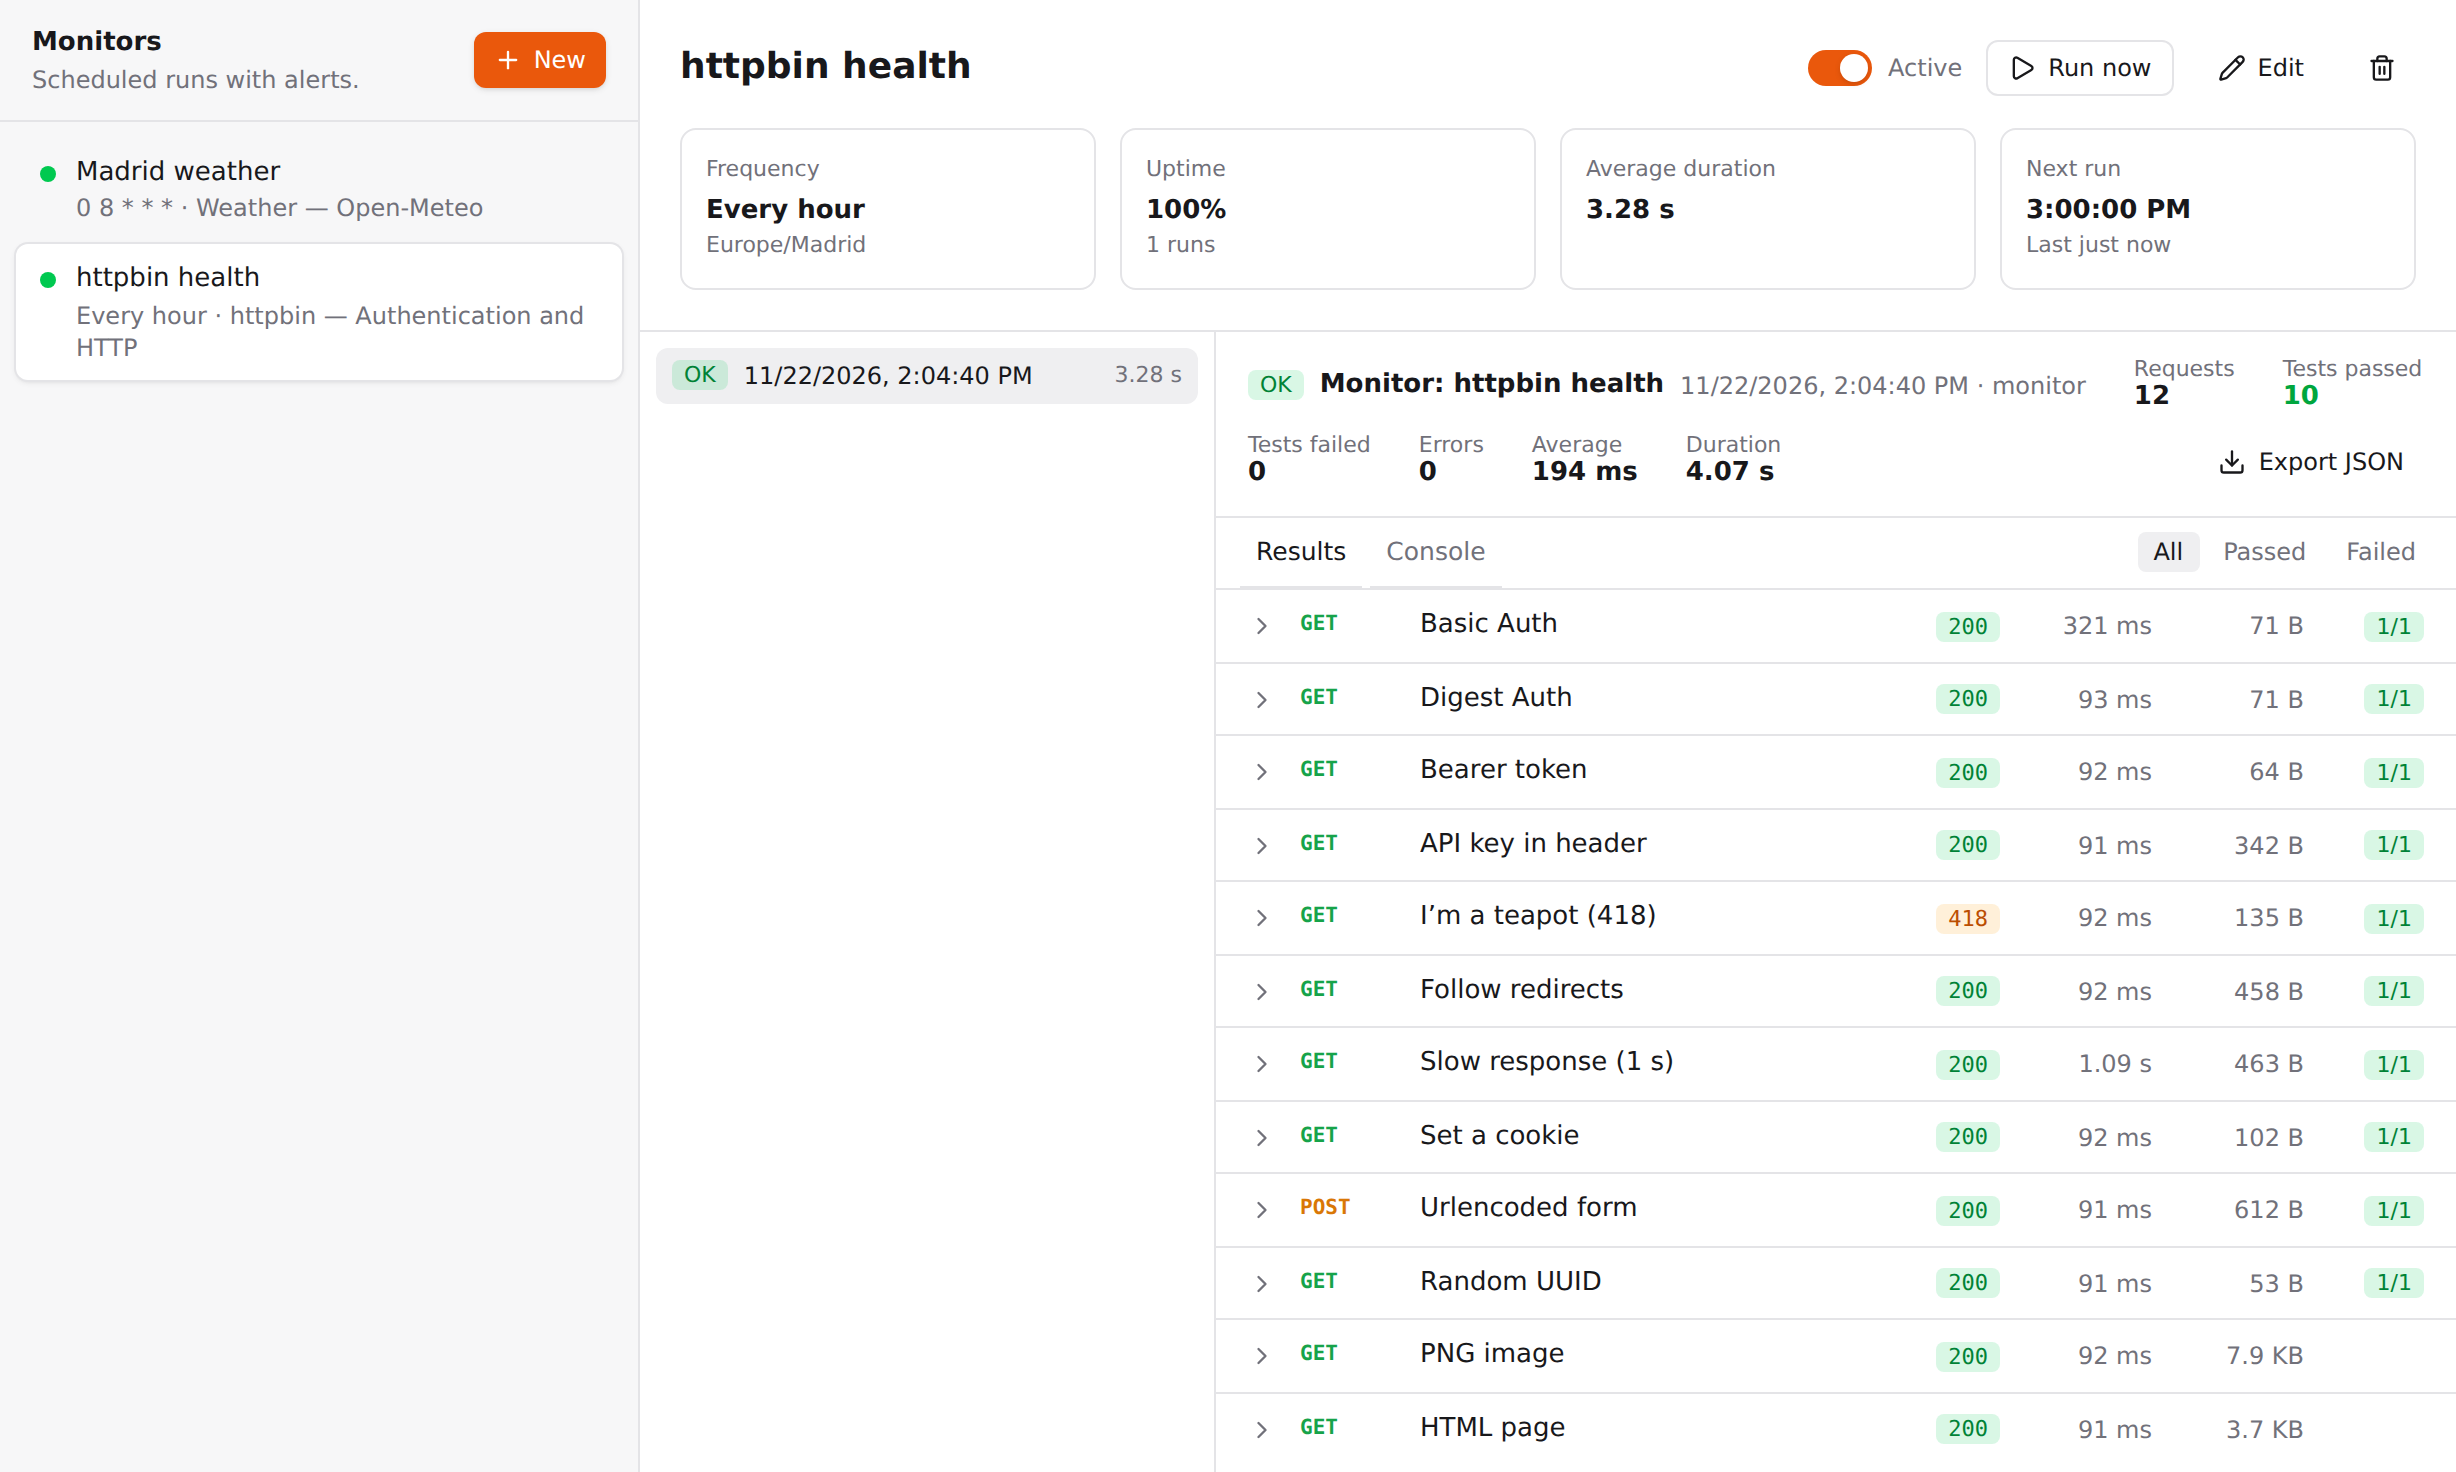 Monitors
Scheduled runs with alerts.
New
Madrid weather
0 8 * * * · Weather — Open-Meteo
httpbin health
Every hour · httpbin — Authentication and
HTTP
httpbin health
Active
Run now
Edit
Frequency
Every hour
Europe/Madrid
Uptime
100%
1 runs
Average duration
3.28 s
Next run
3:00:00 PM
Last just now
OK 11/22/2026, 2:04:40 PM 3.28 s
OK Monitor: httpbin health 11/22/2026, 2:04:40 PM · monitor
Requests
12
Tests passed
10
Tests failed
0
Errors
0
Average
194 ms
Duration
4.07 s
Export JSON
Results Console All Passed Failed
GET Basic Auth 200 321 ms 71 B 1/1
GET Digest Auth 200 93 ms 71 B 1/1
GET Bearer token 200 92 ms 64 B 1/1
GET API key in header 200 91 ms 342 B 1/1
GET I’m a teapot (418) 418 92 ms 135 B 1/1
GET Follow redirects 200 92 ms 458 B 1/1
GET Slow response (1 s) 200 1.09 s 463 B 1/1
GET Set a cookie 200 92 ms 102 B 1/1
POST Urlencoded form 200 91 ms 612 B 1/1
GET Random UUID 200 91 ms 53 B 1/1
GET PNG image 200 92 ms 7.9 KB
GET HTML page 200 91 ms 3.7 KB